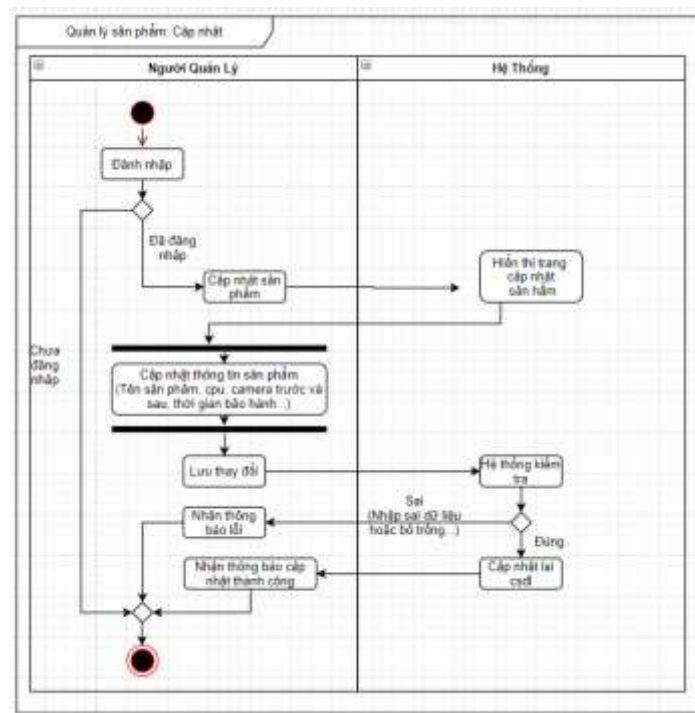 Quản lý sản phẩm: Cập nhật
Người Quản Lý
Hệ Thống
Đănh nhập
Đã đăng
nhập
Cập nhật sản
phẩm
Hiển thị trang
cập nhật
sản hẩm
Chưa
đăng
nhập
Cập nhật thông tin sản phẩm
(Tên sản phẩm, cpu, camera trước và
sau, thời gian bảo hành...)
Lưu thay đổi
Hệ thống kiểm
tra
Sai
(Nhập sai dữ liệu
hoặc bỏ trống...)
Nhận thông
báo lỗi
Đúng
Nhận thông báo cập
nhật thành công
Cập nhật lại
csdl